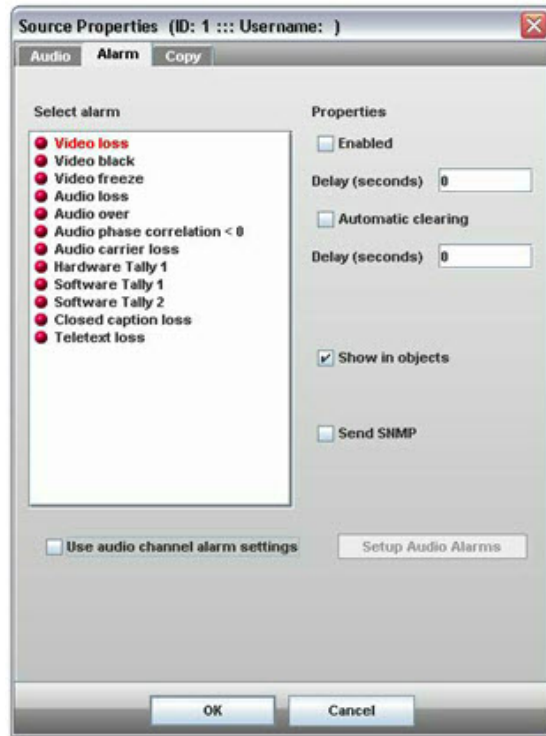 Source Properties (ID: 1 ::: Username: )
Audio Alarm Copy
Select alarm
Video loss
Video black
Video freeze
Audio loss
Audio over
Audio phase correlation < 0
Audio carrier loss
Hardware Tally 1
Software Tally 1
Software Tally 2
Closed caption loss
Teletext loss
Properties
Enabled
Delay (seconds) 0
Automatic clearing
Delay (seconds) 0
Show in objects
Send SNMP
Use audio channel alarm settings
Setup Audio Alarms
OK Cancel